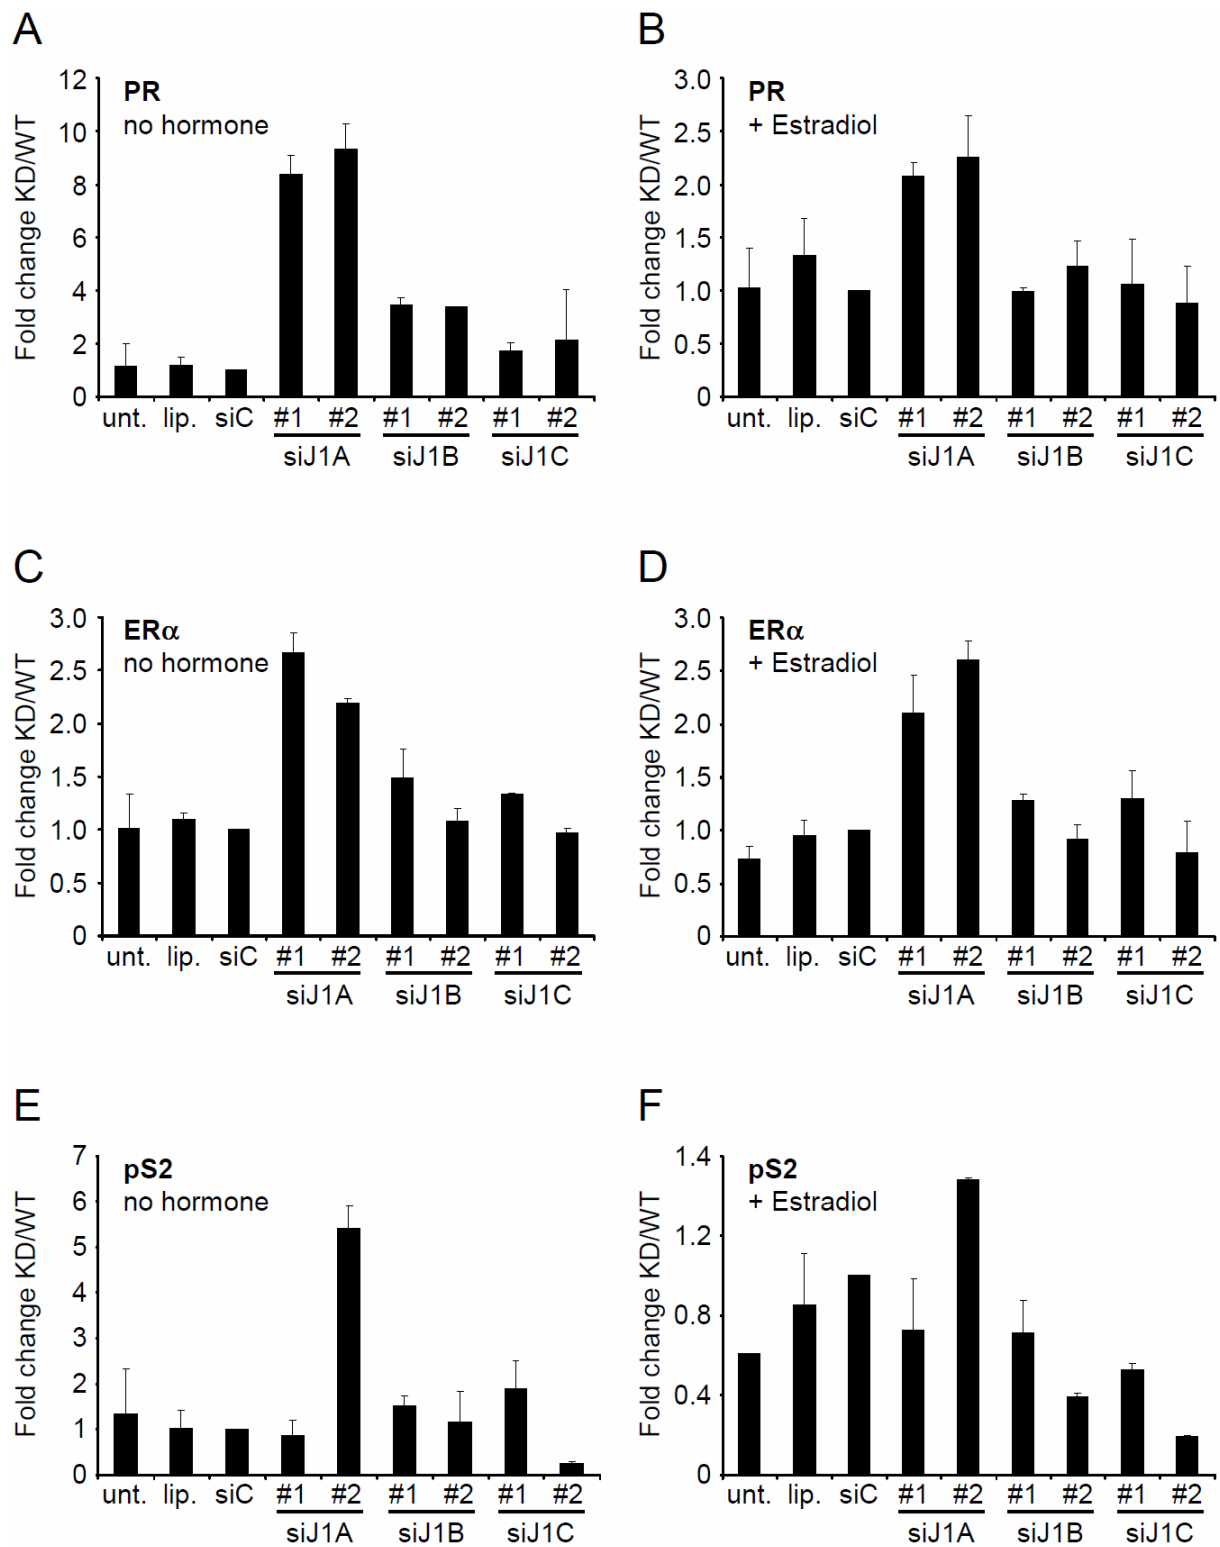 A
Fold change KD/WT
PR
no hormone
12
10
8
6
4
2
0
unt. lip. siC #1 #2 #1 #2 #1 #2
siJ1A siJ1B siJ1C
B
Fold change KD/WT
PR
+ Estradiol
3.0
2.5
2.0
1.5
1.0
0.5
0
unt. lip. siC #1 #2 #1 #2 #1 #2
siJ1A siJ1B siJ1C
C
Fold change KD/WT
ERα
no hormone
3.0
2.5
2.0
1.5
1.0
0.5
0
unt. lip. siC #1 #2 #1 #2 #1 #2
siJ1A siJ1B siJ1C
D
Fold change KD/WT
ERα
+ Estradiol
3.0
2.5
2.0
1.5
1.0
0.5
0
unt. lip. siC #1 #2 #1 #2 #1 #2
siJ1A siJ1B siJ1C
E
Fold change KD/WT
pS2
no hormone
7
6
5
4
3
2
1
0
unt. lip. siC #1 #2 #1 #2 #1 #2
siJ1A siJ1B siJ1C
F
Fold change KD/WT
pS2
+ Estradiol
1.4
1.2
0.8
0.4
0
unt. lip. siC #1 #2 #1 #2 #1 #2
siJ1A siJ1B siJ1C